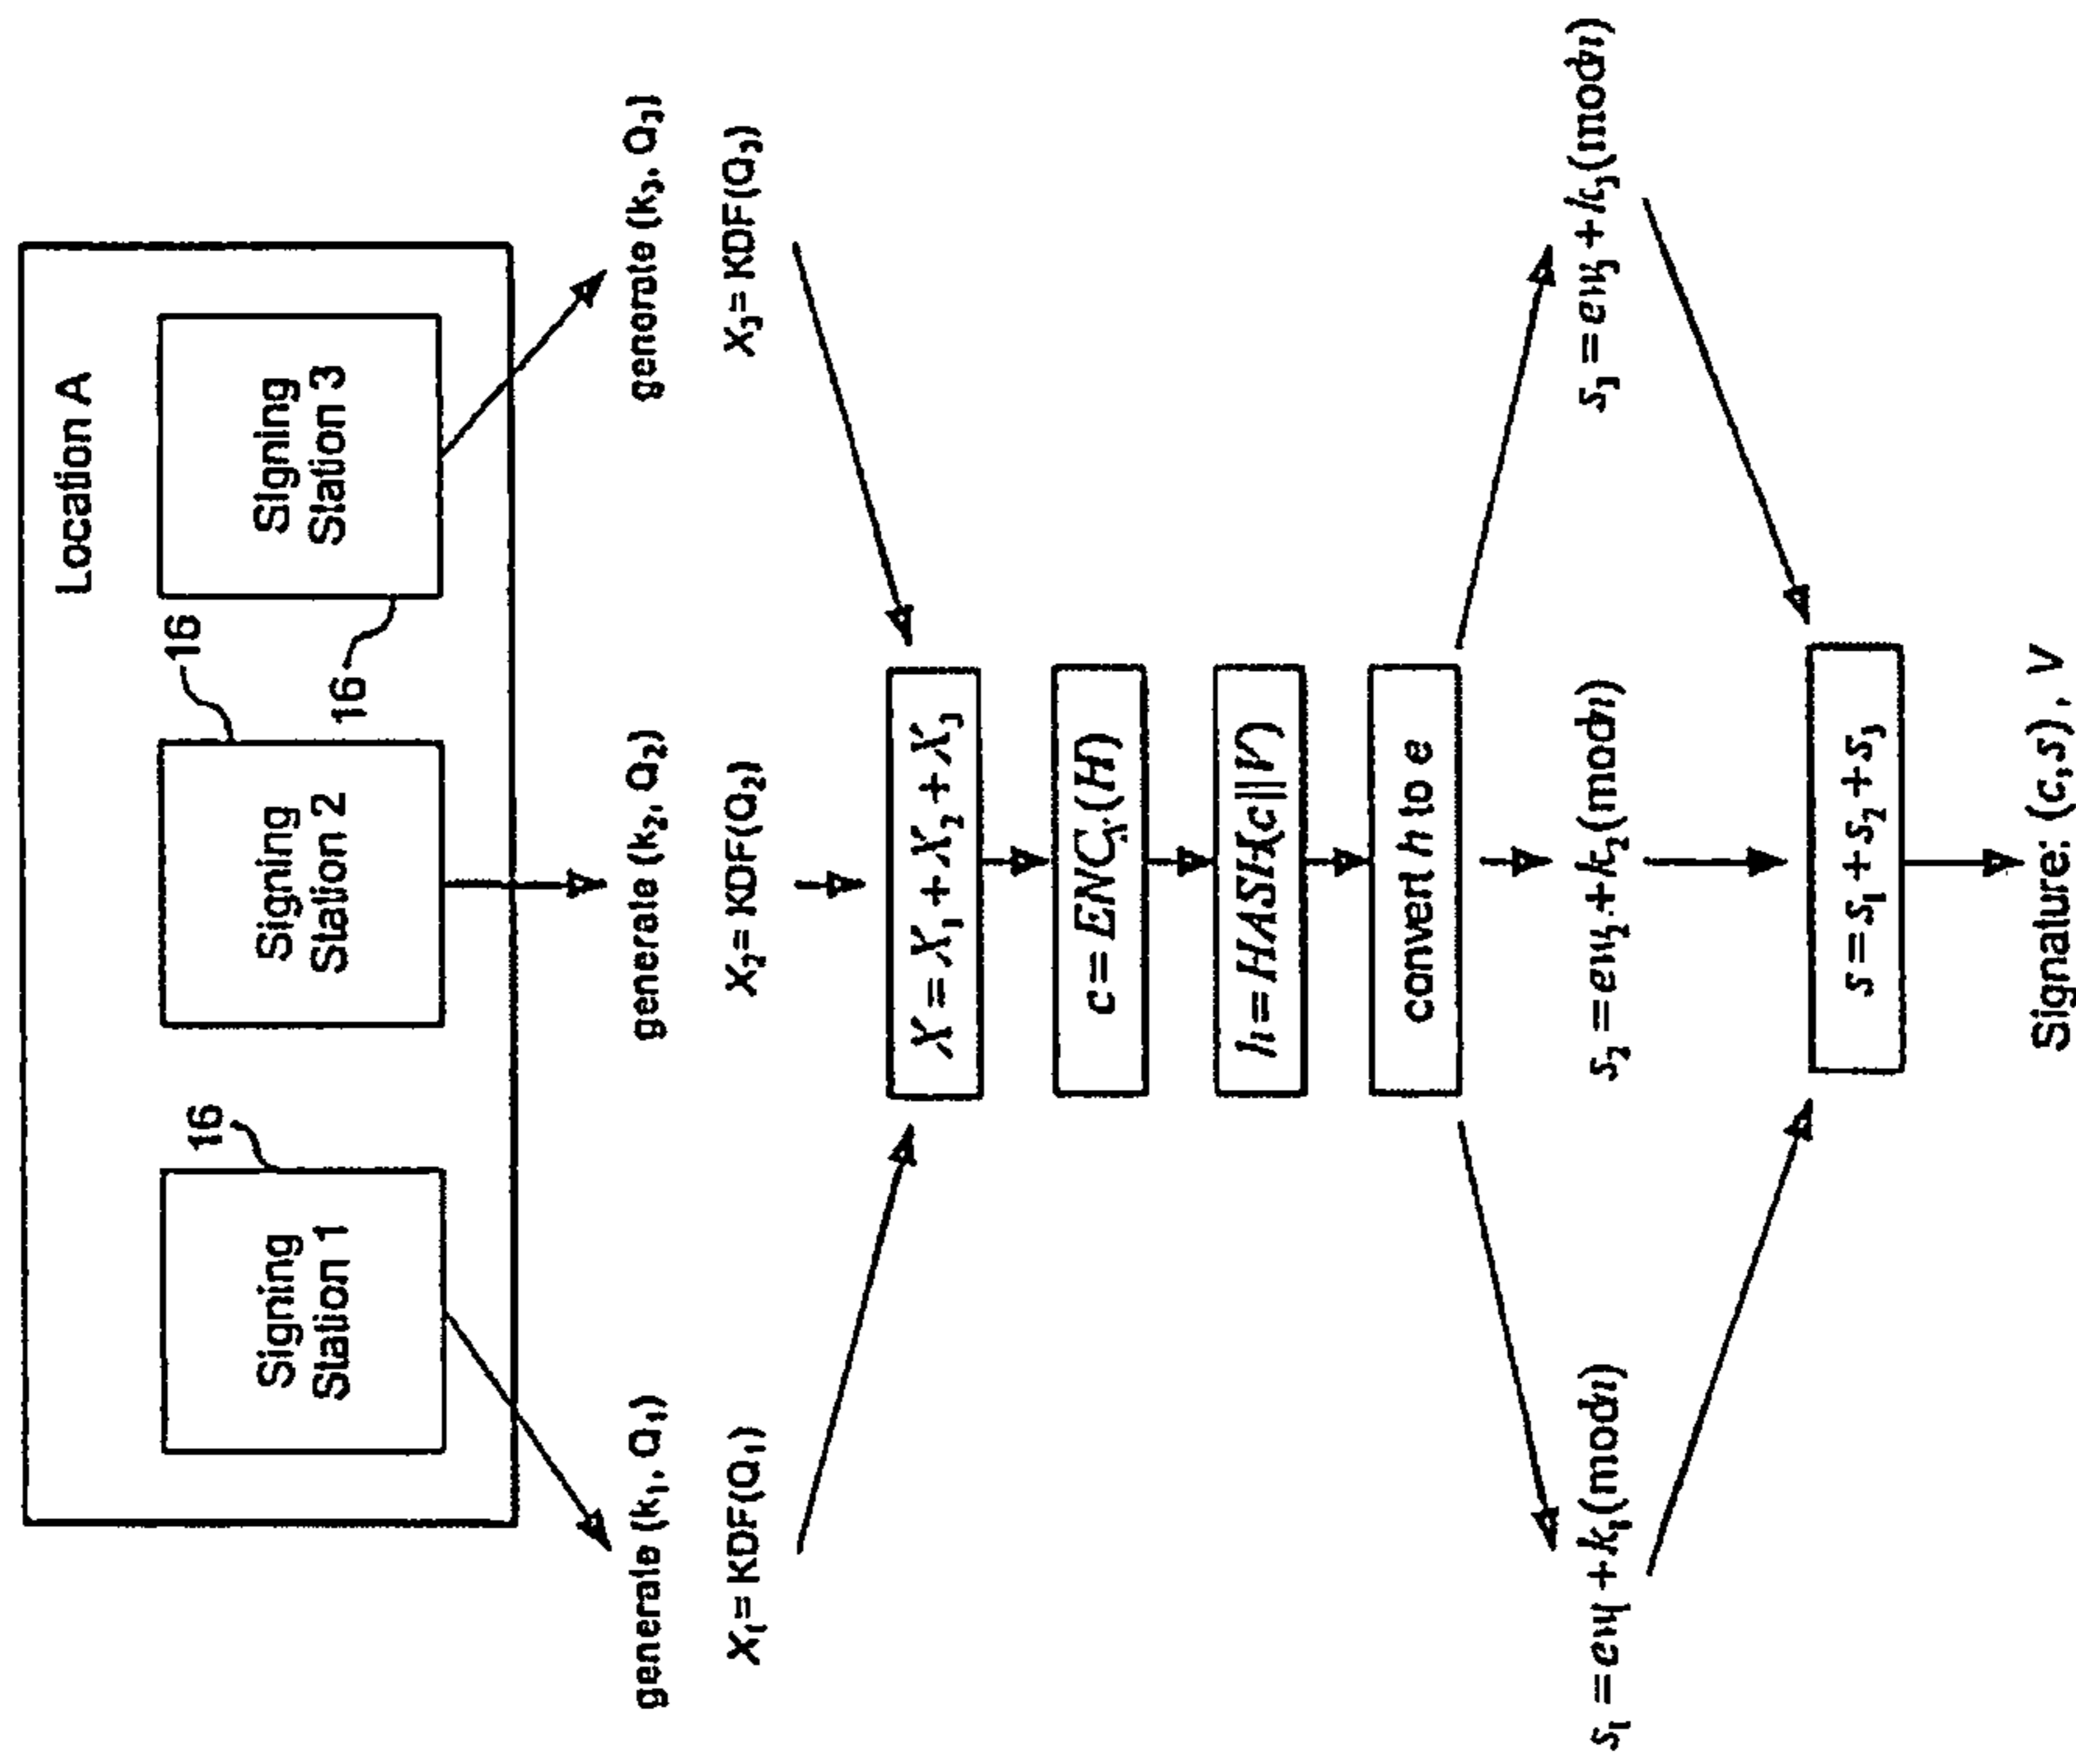 Location A
Signing
Station 1
16
Signing
Station 2
16
Signing
Station 3
16
generate (k₁, Q₁)
generate (k₂, Q₂)
generate (k₃, Q₃)
X₁= KDF(Q₁)
X₂= KDF(Q₂)
X₃= KDF(Q₃)
X = X₁ + X₂ + X₃
c = ENCₓ(H)
h = HASH(c || V)
convert h to e
s₁ = ew₁ + k₁(mod n)
s₂ = ew₂ + k₂(mod n)
s₃ = ew₃ + k₃(mod n)
s = s₁ + s₂ + s₃
Signature: (c,s), V